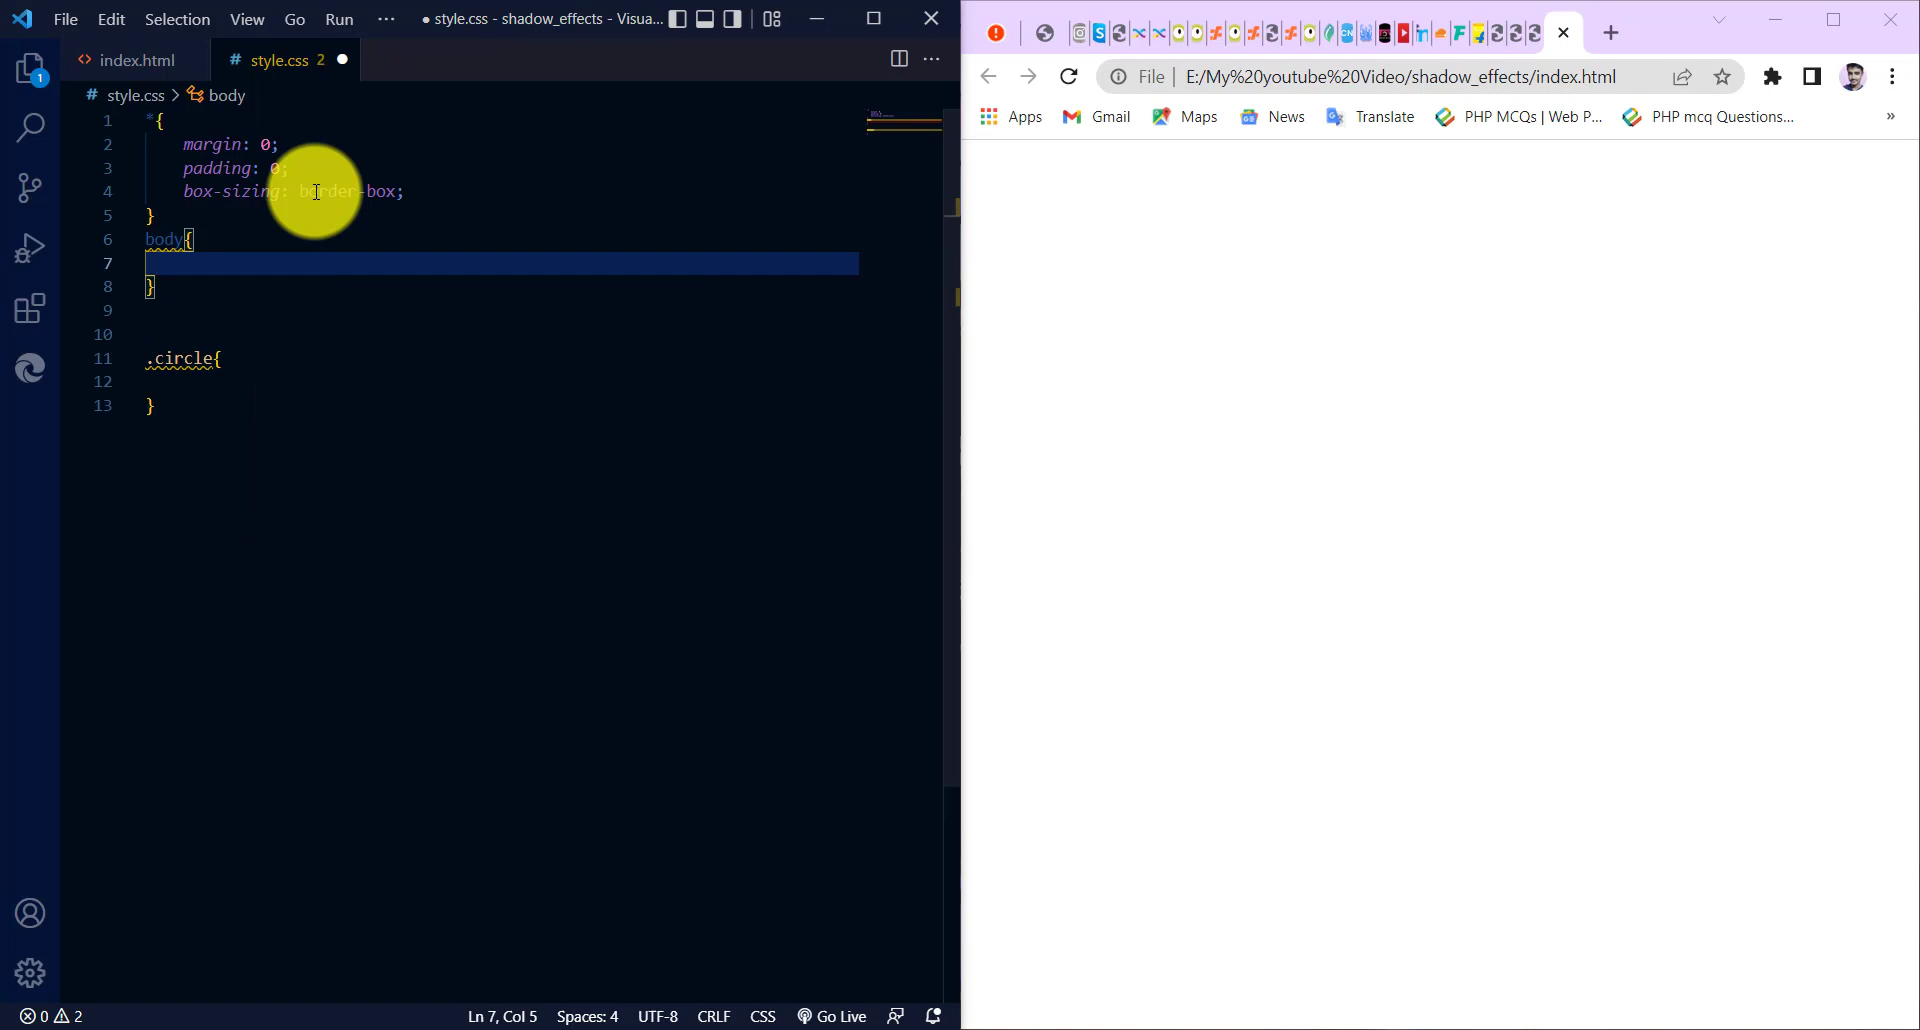 File Edit Selection View Go Run ··· ● style.css - shadow_effects - Visua...
index.html # style.css 2 ●
# style.css > body
1 *{
2 margin: 0;
3 padding: 0;
4 box-sizing: border-box;
5 }
6 body{
7
8 }
9
10
11 .circle{
12
13 }
0 2 Ln 7, Col 5 Spaces: 4 UTF-8 CRLF CSS Go Live
1
File | E:/My%20youtube%20Video/shadow_effects/index.html
Apps Gmail Maps News Translate PHP MCQs | Web P... PHP mcq Questions... »